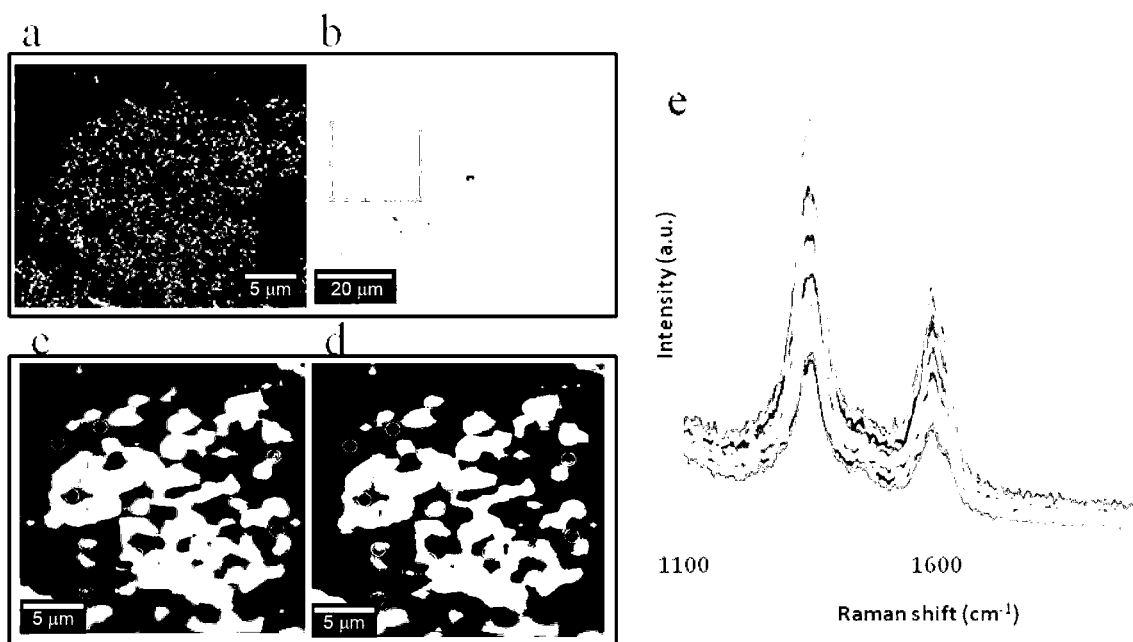 a
b
5 μm
20 μm
c
d
5 μm
5 μm
e
Intensity (a.u.)
1100
1600
Raman shift (cm⁻¹)